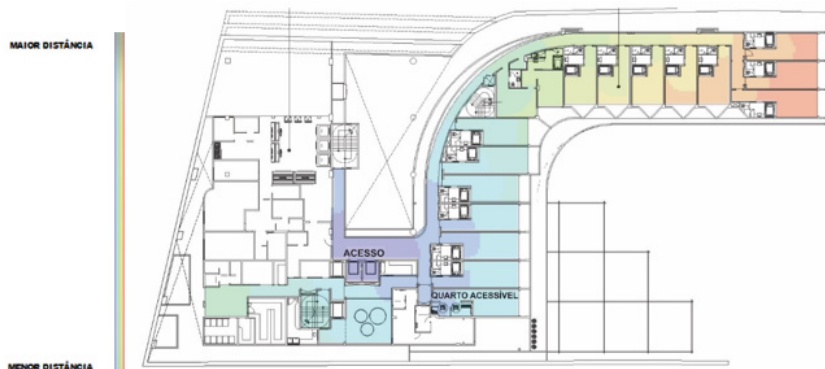 MAIOR DISTÂNCIA
ACESSO
QUARTO ACESSÍVEL
MENOR DISTÂNCIA